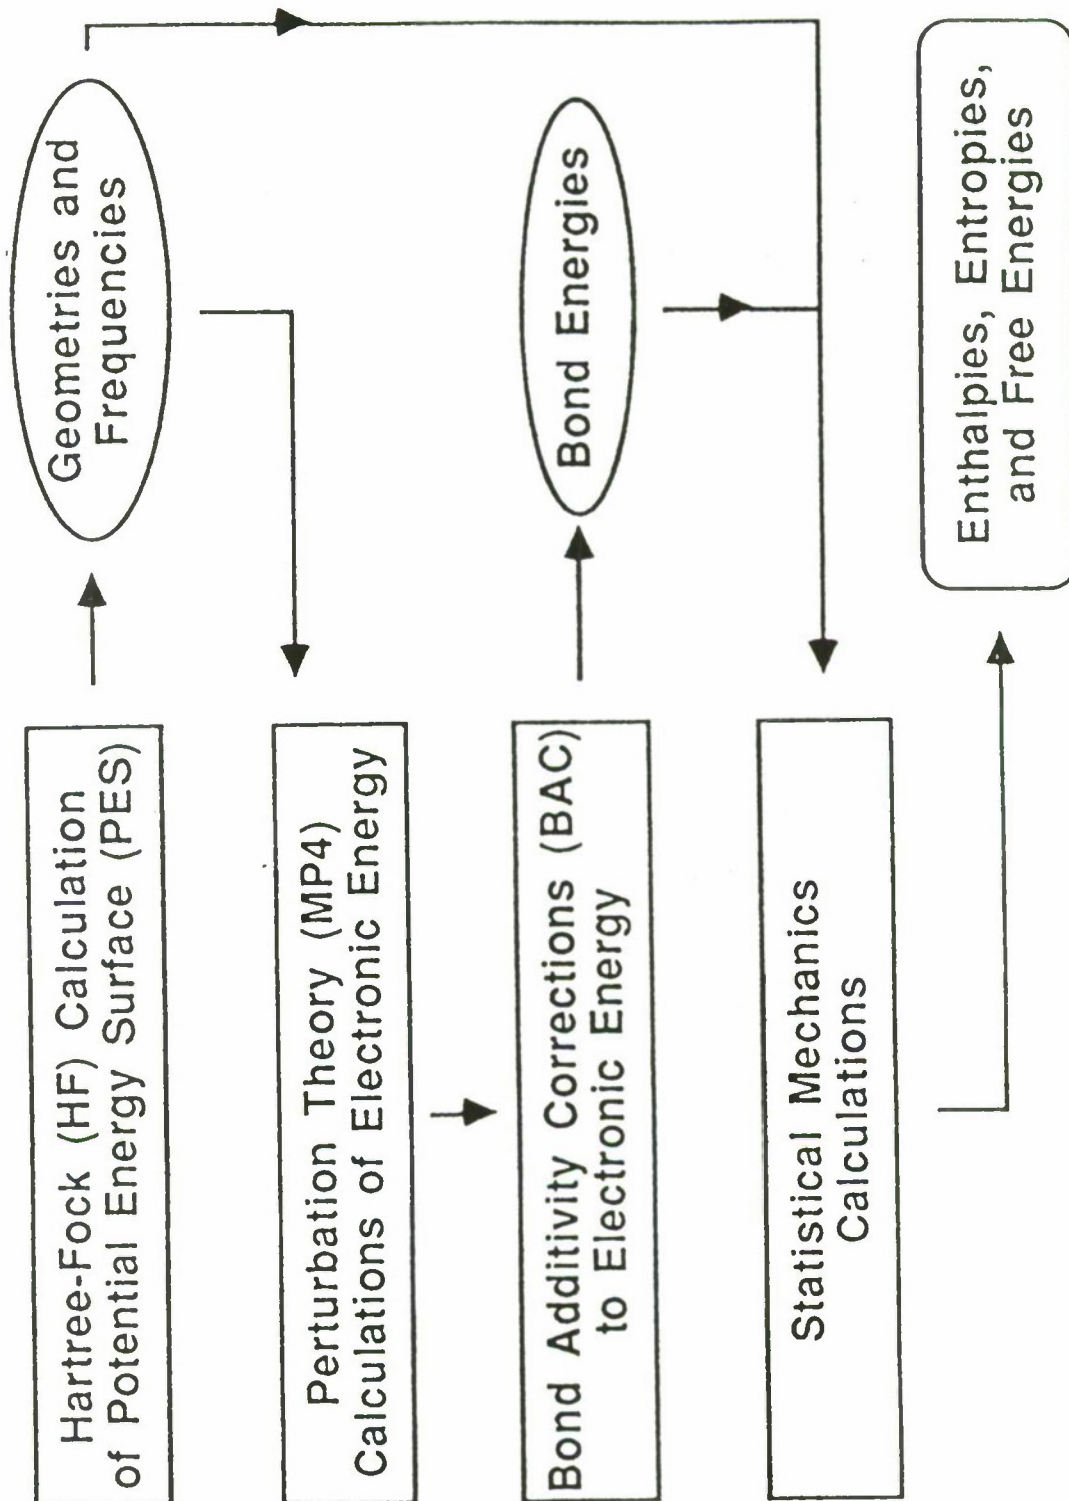 Hartree-Fock (HF) Calculation
of Potential Energy Surface (PES)
Geometries and
Frequencies
Perturbation Theory (MP4)
Calculations of Electronic Energy
Bond Additivity Corrections (BAC)
to Electronic Energy
Bond Energies
Statistical Mechanics
Calculations
Enthalpies, Entropies,
and Free Energies